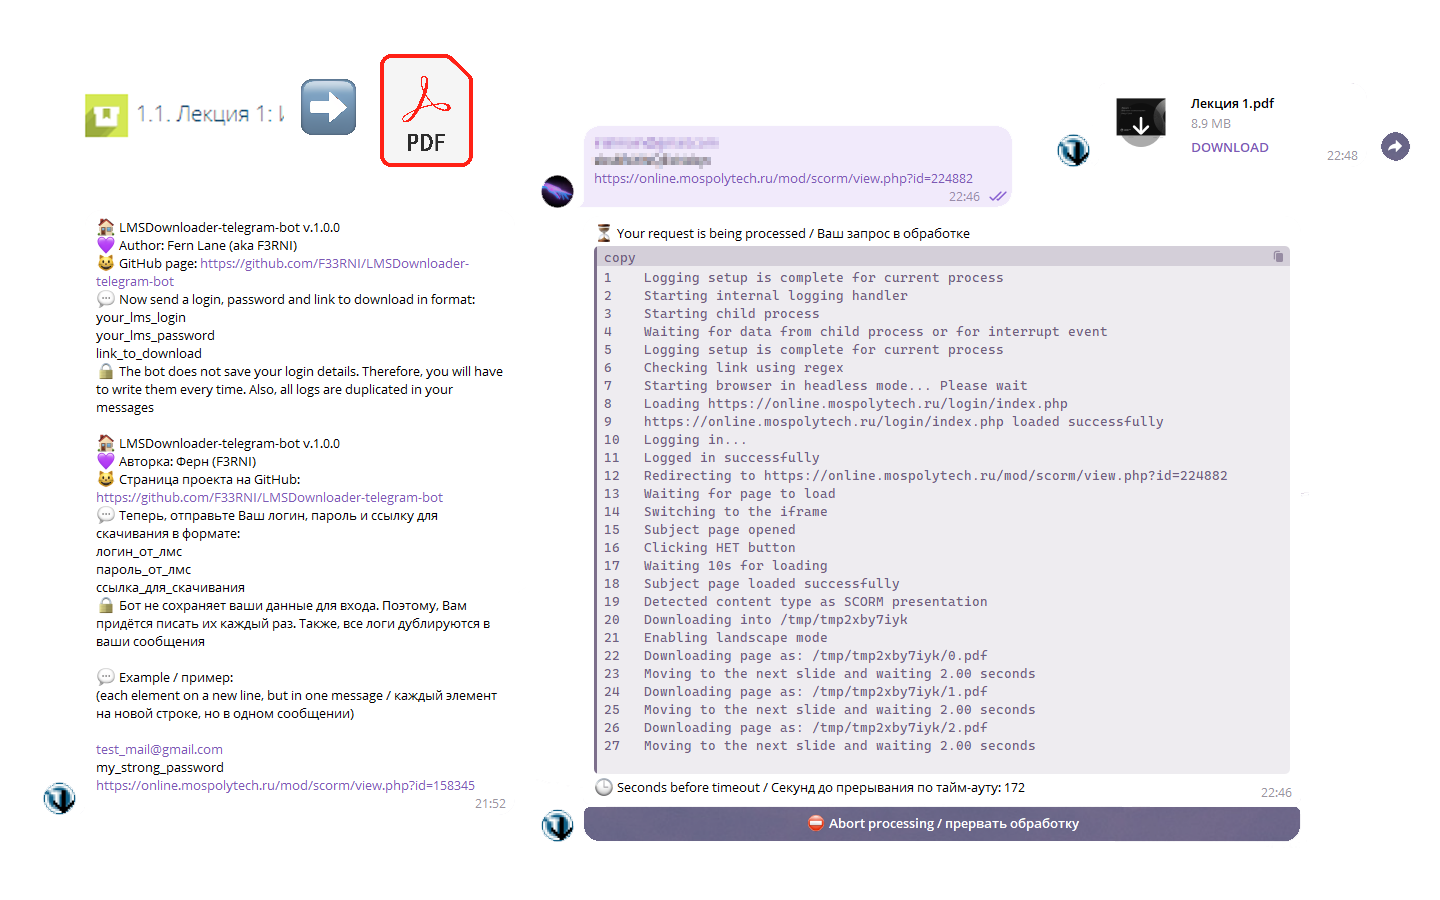 1.1. Лекция 1:
PDF
🏠 LMSDownloader-telegram-bot v.1.0.0
💜 Author: Fern Lane (aka F3RNI)
😺 GitHub page: https://github.com/F33RNI/LMSDownloader-
telegram-bot
💬 Now send a login, password and link to download in format:
your_lms_login
your_lms_password
link_to_download
🔒 The bot does not save your login details. Therefore, you will have
to write them every time. Also, all logs are duplicated in your
messages
🏠 LMSDownloader-telegram-bot v.1.0.0
💜 Авторка: Ферн (F3RNI)
😺 Страница проекта на GitHub:
https://github.com/F33RNI/LMSDownloader-telegram-bot
💬 Теперь, отправьте Ваш логин, пароль и ссылку для
скачивания в формате:
логин_от_лмс
пароль_от_лмс
ссылка_для_скачивания
🔒 Бот не сохраняет ваши данные для входа. Поэтому, Вам
придётся писать их каждый раз. Также, все логи дублируются в
ваши сообщения
💬 Example / пример:
(each element on a new line, but in one message / каждый элемент
на новой строке, но в одном сообщении)
test_mail@gmail.com
my_strong_password
https://online.mospolytech.ru/mod/scorm/view.php?id=158345
21:52
https://online.mospolytech.ru/mod/scorm/view.php?id=224882
22:46
⏳ Your request is being processed / Ваш запрос в обработке
copy
1 Logging setup is complete for current process
2 Starting internal logging handler
3 Starting child process
4 Waiting for data from child process or for interrupt event
5 Logging setup is complete for current process
6 Checking link using regex
7 Starting browser in headless mode... Please wait
8 Loading https://online.mospolytech.ru/login/index.php
9 https://online.mospolytech.ru/login/index.php loaded successfully
10 Logging in...
11 Logged in successfully
12 Redirecting to https://online.mospolytech.ru/mod/scorm/view.php?id=224882
13 Waiting for page to load
14 Switching to the iframe
15 Subject page opened
16 Clicking НЕТ button
17 Waiting 10s for loading
18 Subject page loaded successfully
19 Detected content type as SCORM presentation
20 Downloading into /tmp/tmp2xby7iyk
21 Enabling landscape mode
22 Downloading page as: /tmp/tmp2xby7iyk/0.pdf
23 Moving to the next slide and waiting 2.00 seconds
24 Downloading page as: /tmp/tmp2xby7iyk/1.pdf
25 Moving to the next slide and waiting 2.00 seconds
26 Downloading page as: /tmp/tmp2xby7iyk/2.pdf
27 Moving to the next slide and waiting 2.00 seconds
🕒 Seconds before timeout / Секунд до прерывания по тайм-ауту: 172
22:46
⛔ Abort processing / прервать обработку
Лекция 1.pdf
8.9 MB
DOWNLOAD
22:48